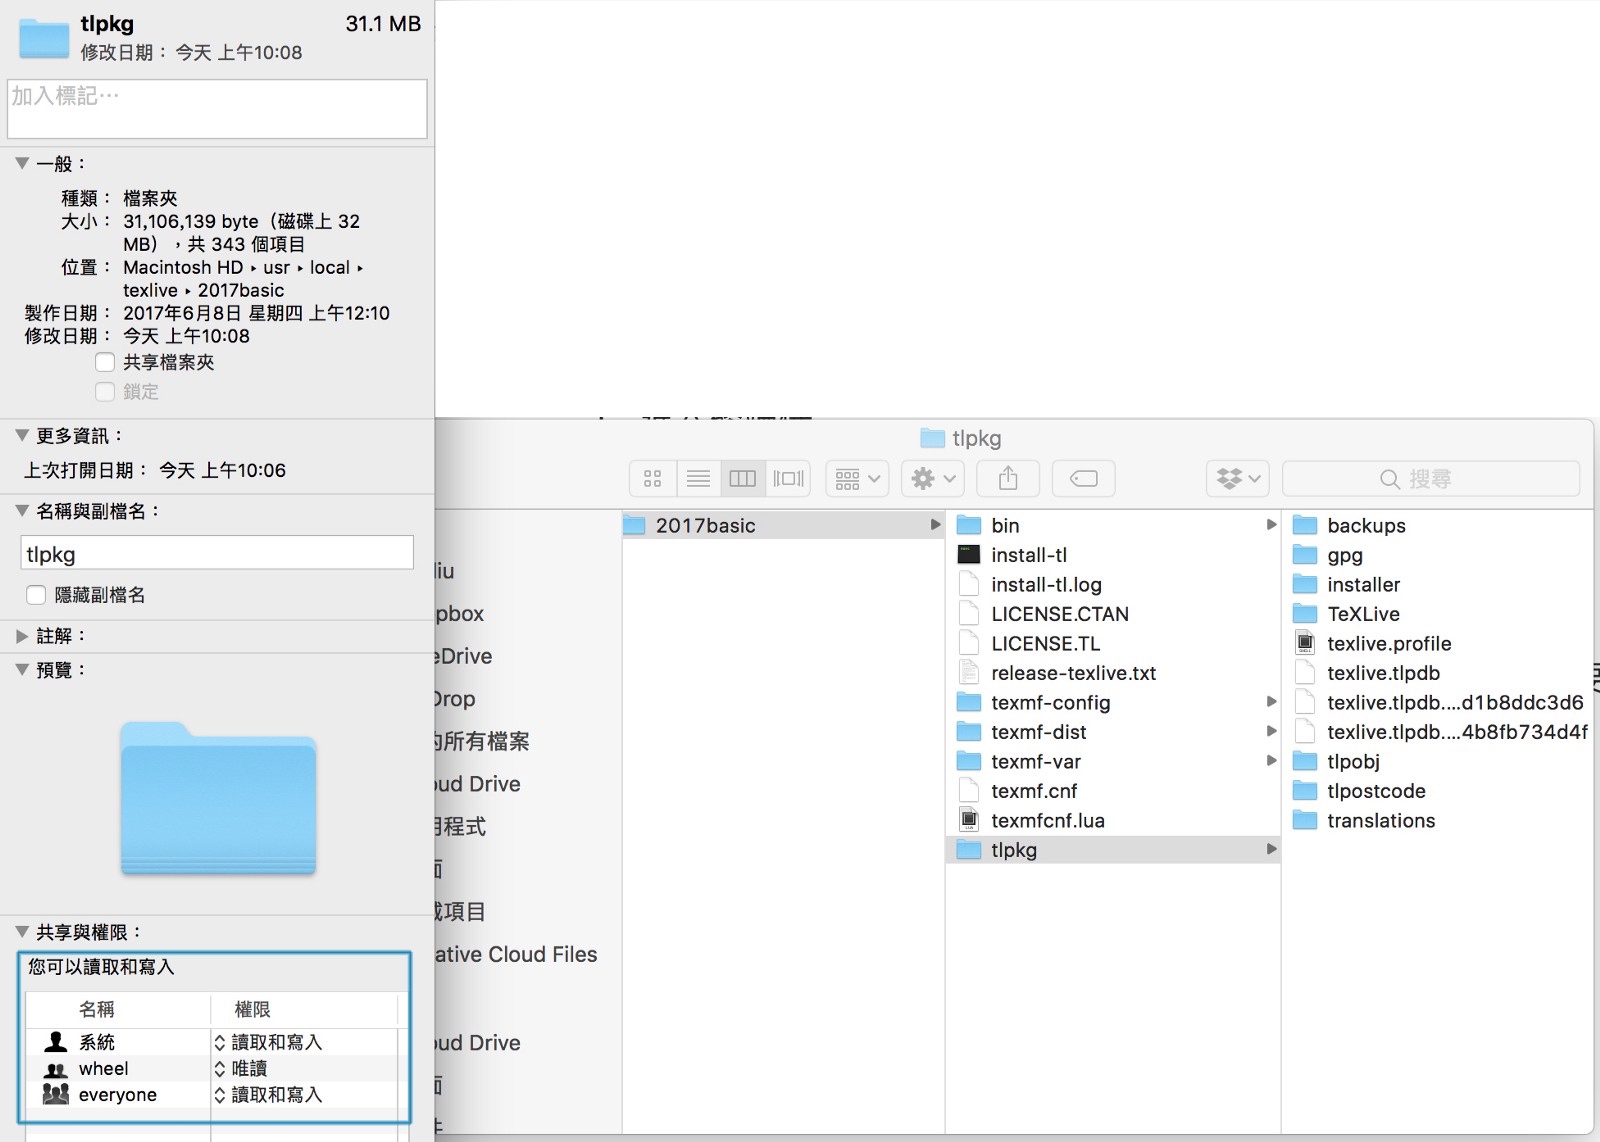 tlpkg
31.1 MB
修改日期： 今天 上午10:08
加入標記⋯
一般：
種類： 檔案夾
大小： 31,106,139 byte（磁碟上 32
MB），共 343 個項目
位置： Macintosh HD ▸ usr ▸ local ▸
texlive ▸ 2017basic
製作日期： 2017年6月8日 星期四 上午12:10
修改日期： 今天 上午10:08
共享檔案夾
鎖定
更多資訊：
上次打開日期： 今天 上午10:06
名稱與副檔名：
tlpkg
隱藏副檔名
註解：
預覽：
共享與權限：
您可以讀取和寫入
名稱 權限
系統 讀取和寫入
wheel 唯讀
everyone 讀取和寫入
tlpkg
搜尋
liu
pbox
eDrive
Drop
的所有檔案
oud Drive
用程式
面
載項目
ative Cloud Files
oud Drive
面
2017basic
bin
install-tl
install-tl.log
LICENSE.CTAN
LICENSE.TL
release-texlive.txt
texmf-config
texmf-dist
texmf-var
texmf.cnf
texmfcnf.lua
tlpkg
backups
gpg
installer
TeXLive
texlive.profile
texlive.tlpdb
texlive.tlpdb....d1b8ddc3d6
texlive.tlpdb....4b8fb734d4f
tlpobj
tlpostcode
translations